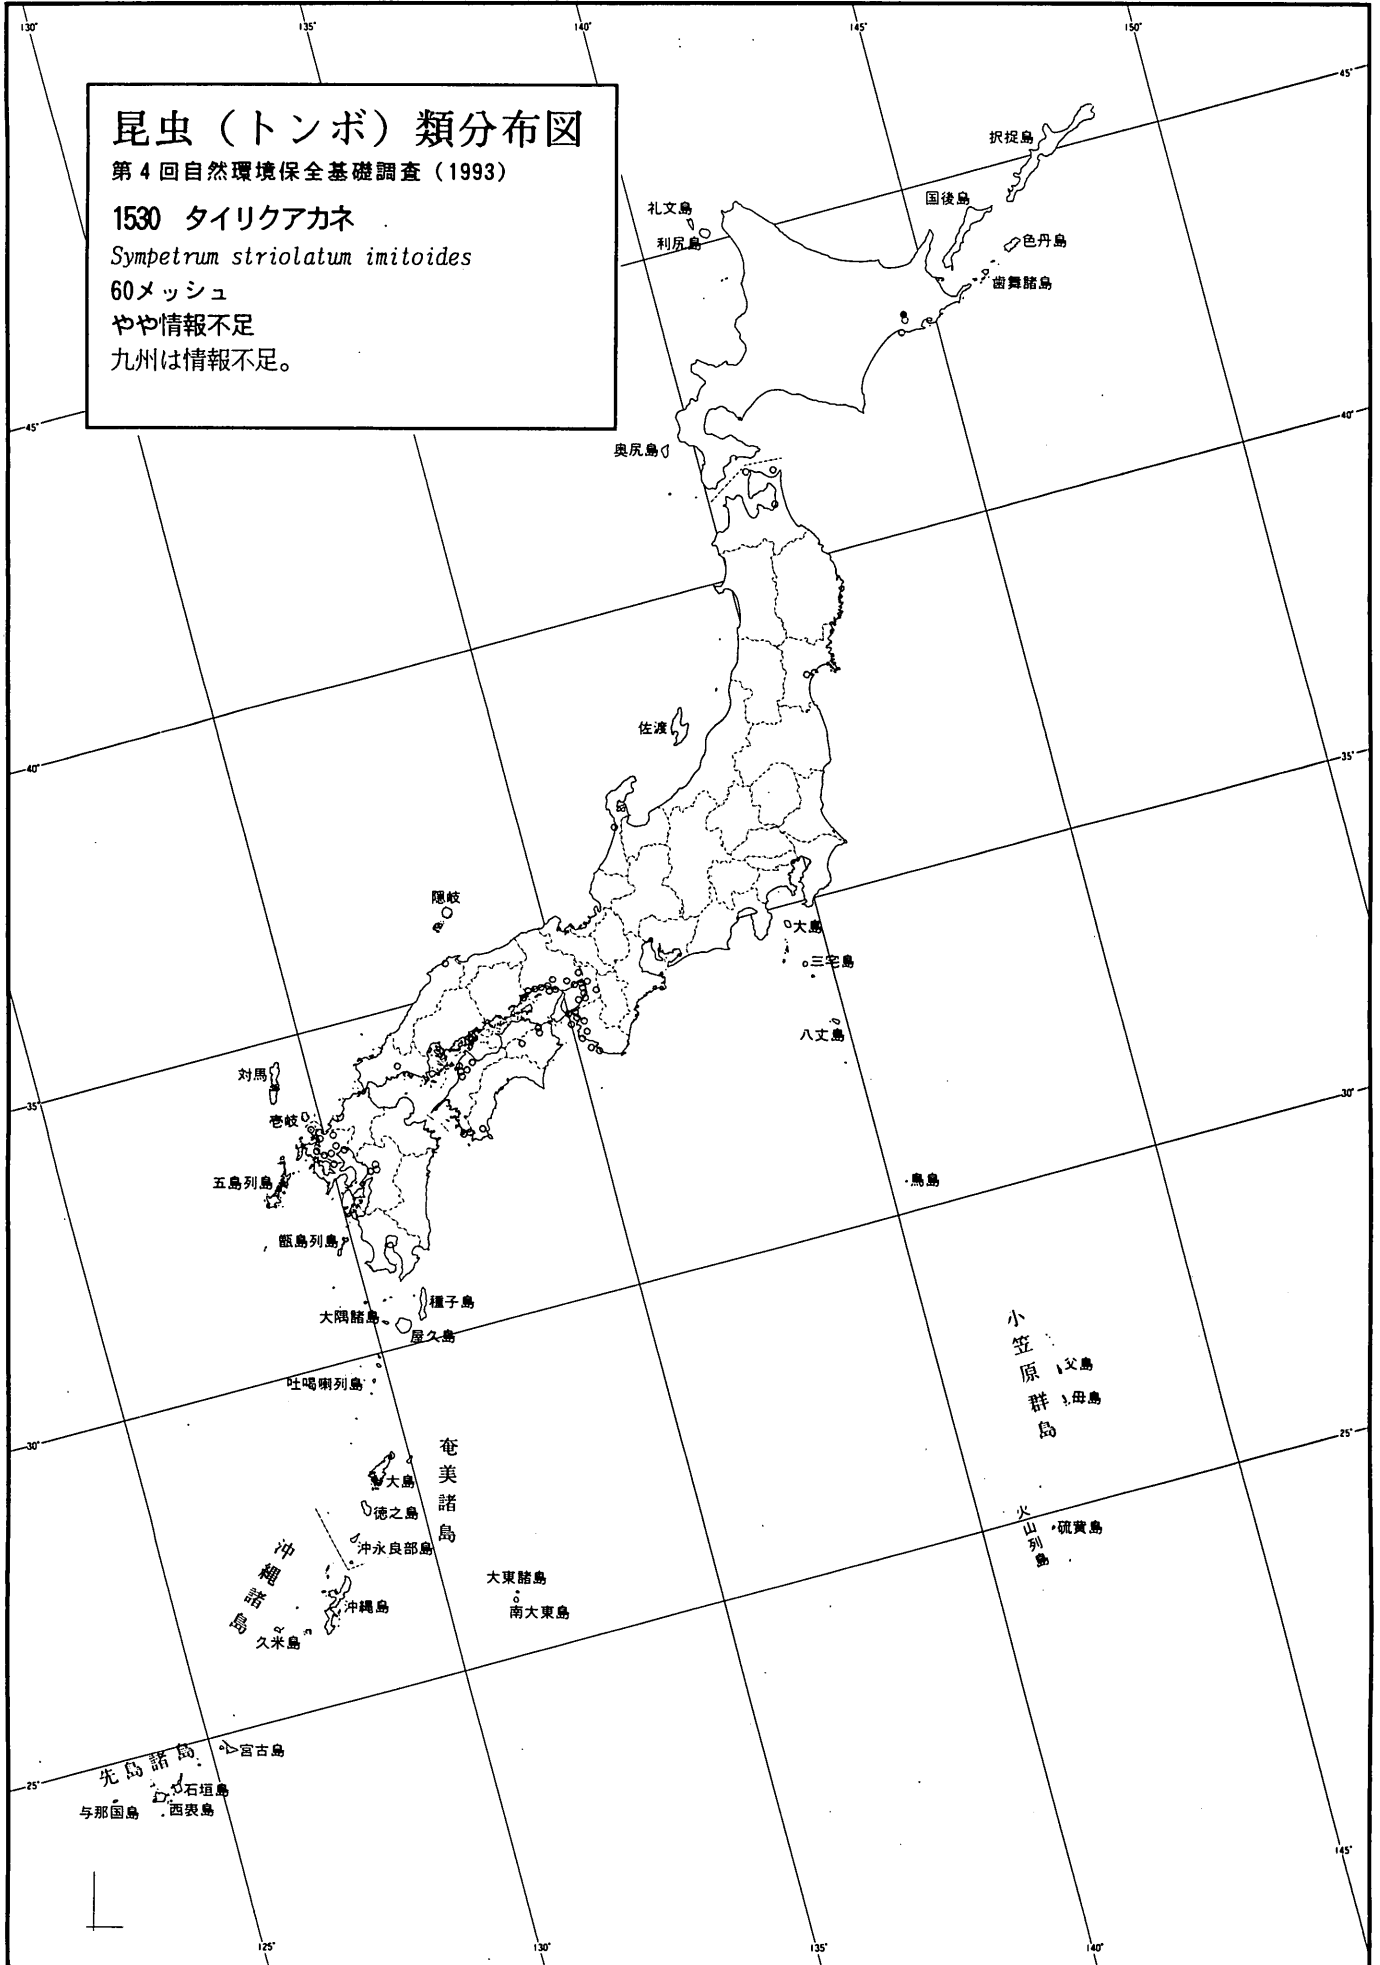 130°
135°
140°
145°
150°
昆虫（トンボ）類分布図
第4回自然環境保全基礎調査（1993）
1530 タイリクアカネ
Sympetrum striolatum imitoides
60メッシュ
やや情報不足
九州は情報不足。
45°
択捉島
国後島
礼文島
利尻島
色丹島
歯舞諸島
45°
40°
奥尻島
佐渡
40°
35°
隠岐
大島
三宅島
八丈島
対馬
35°
30°
壱岐
五島列島
鳥島
甑島列島
種子島
大隅諸島
屋久島
吐喝喇列島
小笠原群島
父島
母島
30°
25°
奄美諸島
大島
徳之島
沖永良部島
火山列島
硫黄島
沖縄諸島
沖縄島
久米島
大東諸島
南大東島
先島諸島
宮古島
石垣島
西表島
与那国島
25°
145°
125°
130°
135°
140°